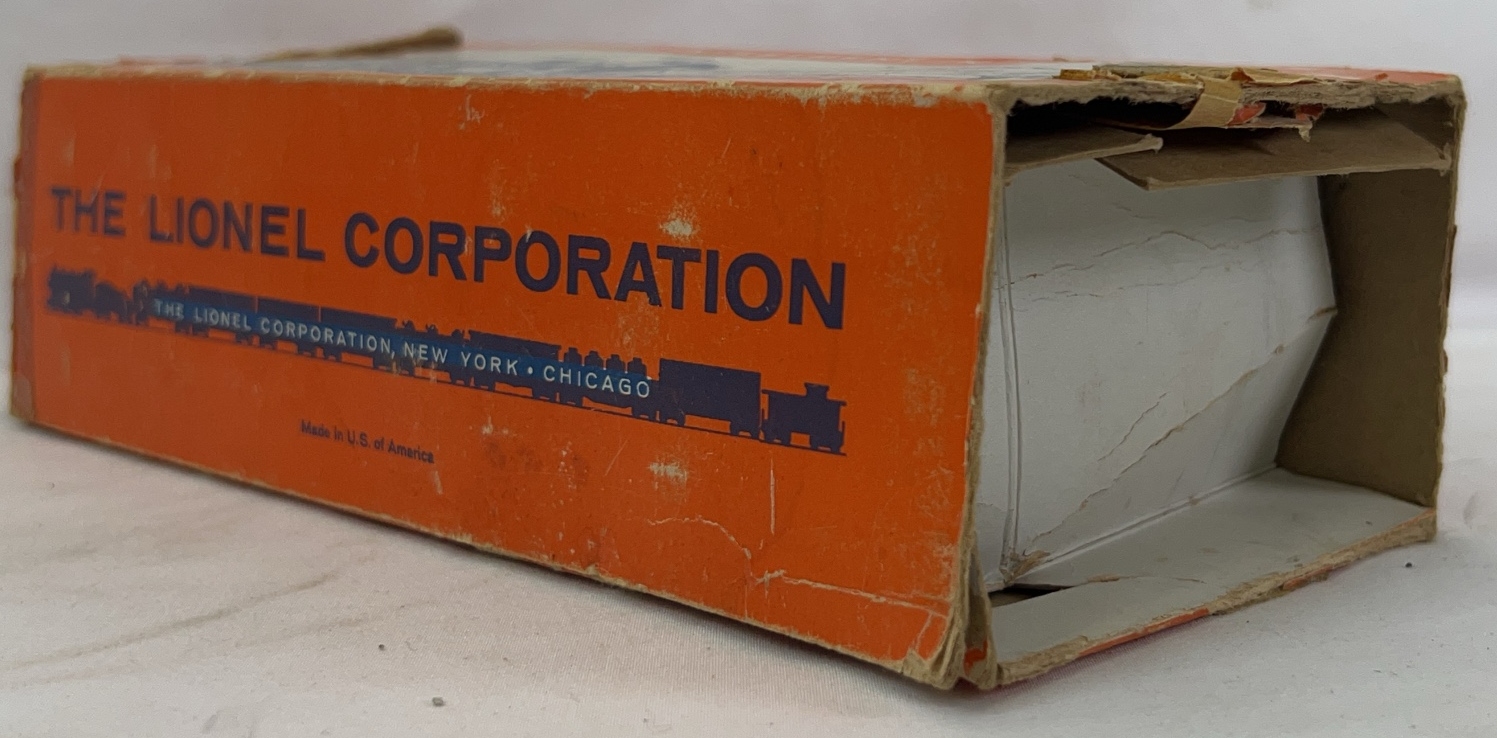 THE LIONEL CORPORATION
THE LIONEL CORPORATION, NEW YORK • CHICAGO
Made in U.S. of America